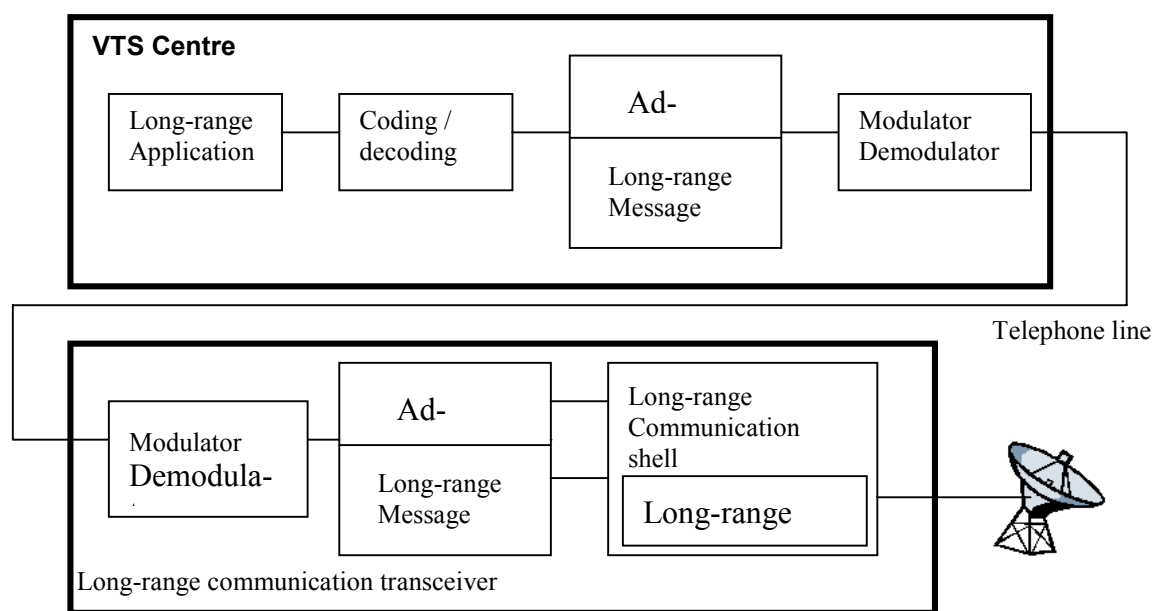 VTS Centre
Long-range
Application
Coding /
decoding
Ad-
Long-range
Message
Modulator
Demodulator
Telephone line
Modulator
Demodula-
Ad-
Long-range
Message
Long-range
Communication
shell
Long-range
Long-range communication transceiver